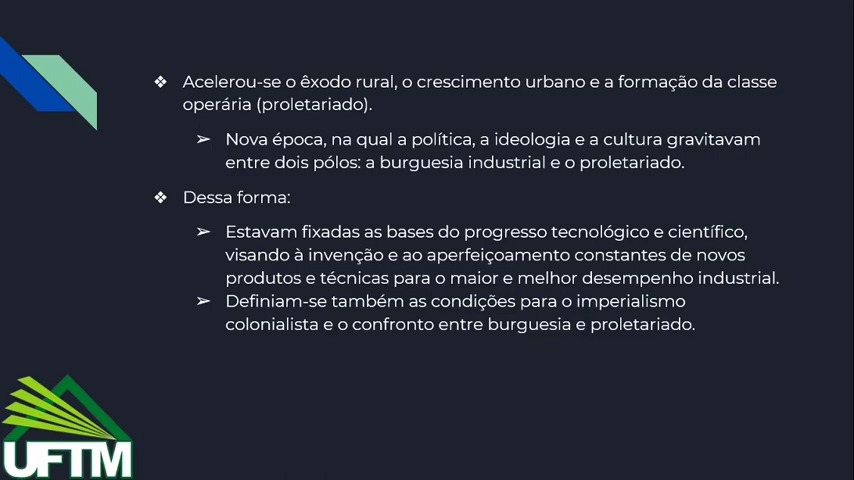 ❖ Acelerou-se o êxodo rural, o crescimento urbano e a formação da classe
operária (proletariado).
➢ Nova época, na qual a política, a ideologia e a cultura gravitavam
entre dois pólos: a burguesia industrial e o proletariado.
❖ Dessa forma:
➢ Estavam fixadas as bases do progresso tecnológico e científico,
visando à invenção e ao aperfeiçoamento constantes de novos
produtos e técnicas para o maior e melhor desempenho industrial.
➢ Definiam-se também as condições para o imperialismo
colonialista e o confronto entre burguesia e proletariado.
UFTM